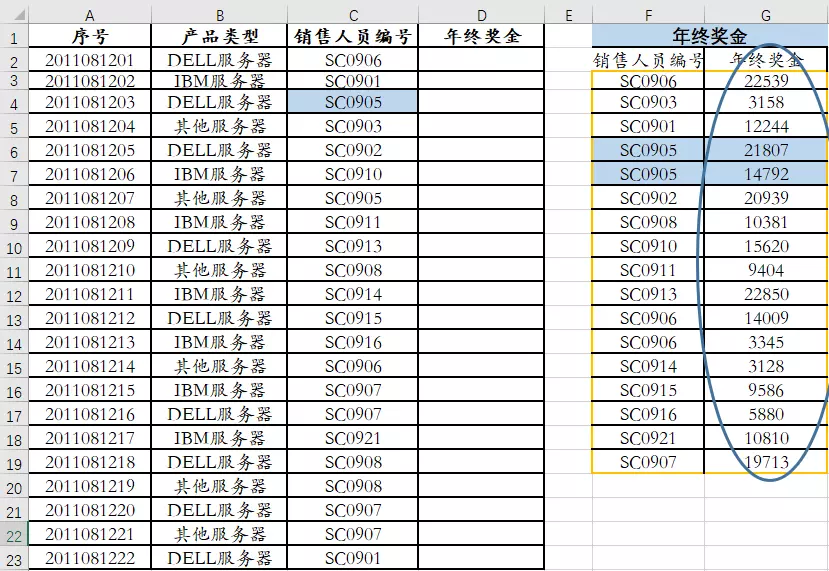 A B C D E F G
1 序号 产品类型 销售人员编号 年终奖金 年终奖金
2 2011081201 DELL服务器 SC0906 销售人员编号 年终奖金
3 2011081202 IBM服务器 SC0901 SC0906 22539
4 2011081203 DELL服务器 SC0905 SC0903 3158
5 2011081204 其他服务器 SC0903 SC0901 12244
6 2011081205 DELL服务器 SC0902 SC0905 21807
7 2011081206 IBM服务器 SC0910 SC0905 14792
8 2011081207 其他服务器 SC0905 SC0902 20939
9 2011081208 IBM服务器 SC0911 SC0908 10381
10 2011081209 DELL服务器 SC0913 SC0910 15620
11 2011081210 其他服务器 SC0908 SC0911 9404
12 2011081211 IBM服务器 SC0914 SC0913 22850
13 2011081212 DELL服务器 SC0915 SC0906 14009
14 2011081213 IBM服务器 SC0916 SC0906 3345
15 2011081214 其他服务器 SC0906 SC0914 3128
16 2011081215 IBM服务器 SC0907 SC0915 9586
17 2011081216 DELL服务器 SC0907 SC0916 5880
18 2011081217 IBM服务器 SC0921 SC0921 10810
19 2011081218 DELL服务器 SC0908 SC0907 19713
20 2011081219 其他服务器 SC0908
21 2011081220 DELL服务器 SC0907
22 2011081221 其他服务器 SC0907
23 2011081222 DELL服务器 SC0901